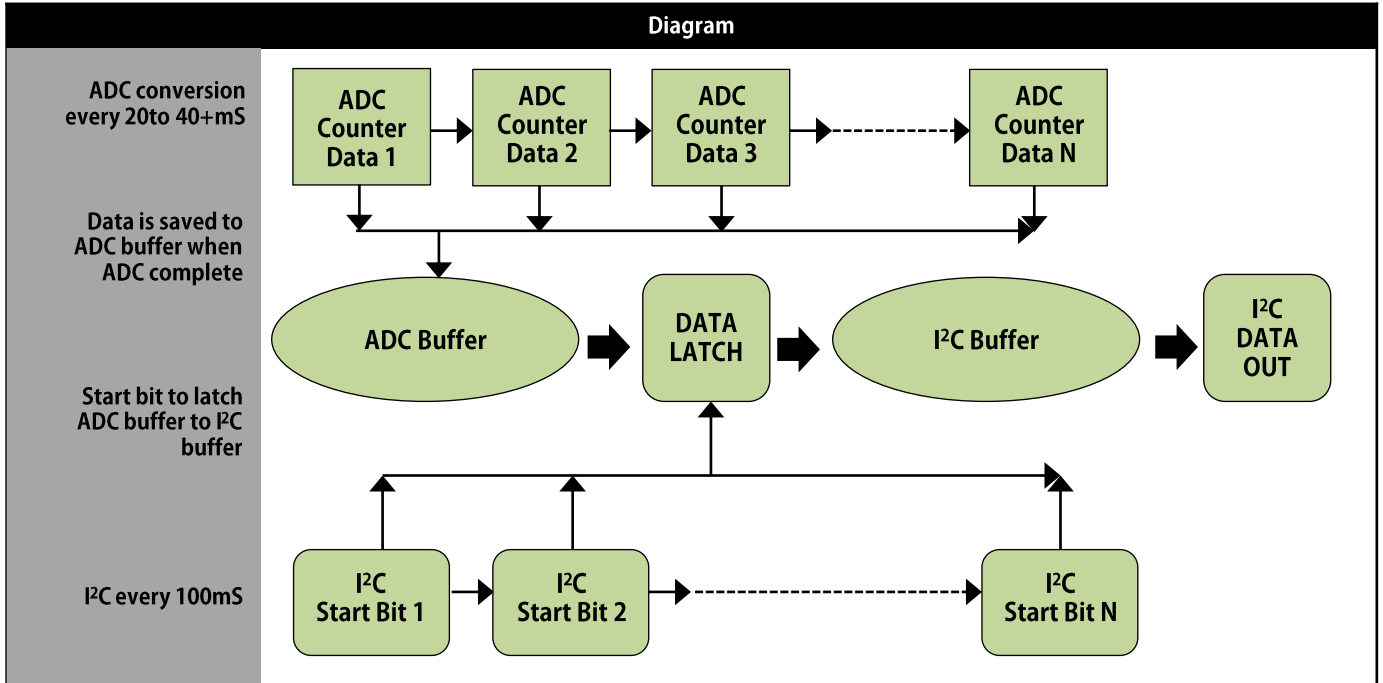 Diagram
ADC conversion
every 20to 40+mS
ADC
Counter
Data 1
ADC
Counter
Data 2
ADC
Counter
Data 3
ADC
Counter
Data N
Data is saved to
ADC buffer when
ADC complete
ADC Buffer
DATA
LATCH
I²C Buffer
I²C
DATA
OUT
Start bit to latch
ADC buffer to I²C
buffer
I²C every 100mS
I²C
Start Bit 1
I²C
Start Bit 2
I²C
Start Bit N